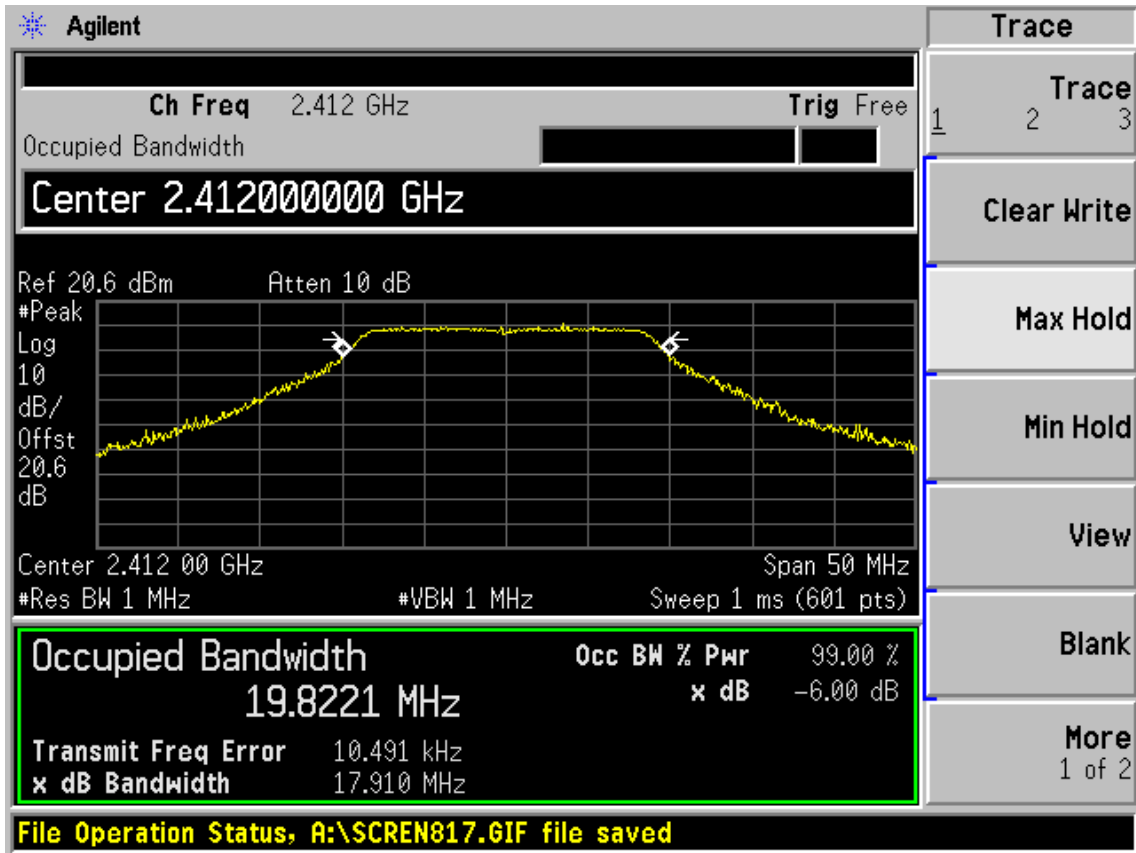 Agilent
Trace
Ch Freq 2.412 GHz Trig Free
Occupied Bandwidth
Center 2.412000000 GHz
Ref 20.6 dBm Atten 10 dB
#Peak
Log
10
dB/
Offst
20.6
dB
Center 2.412 00 GHz Span 50 MHz
#Res BW 1 MHz #VBW 1 MHz Sweep 1 ms (601 pts)
Occupied Bandwidth
19.8221 MHz
Occ BW % Pwr 99.00 %
x dB -6.00 dB
Transmit Freq Error 10.491 kHz
x dB Bandwidth 17.910 MHz
File Operation Status, A:\SCREN817.GIF file saved
Trace
1 2 3
Clear Write
Max Hold
Min Hold
View
Blank
More
1 of 2